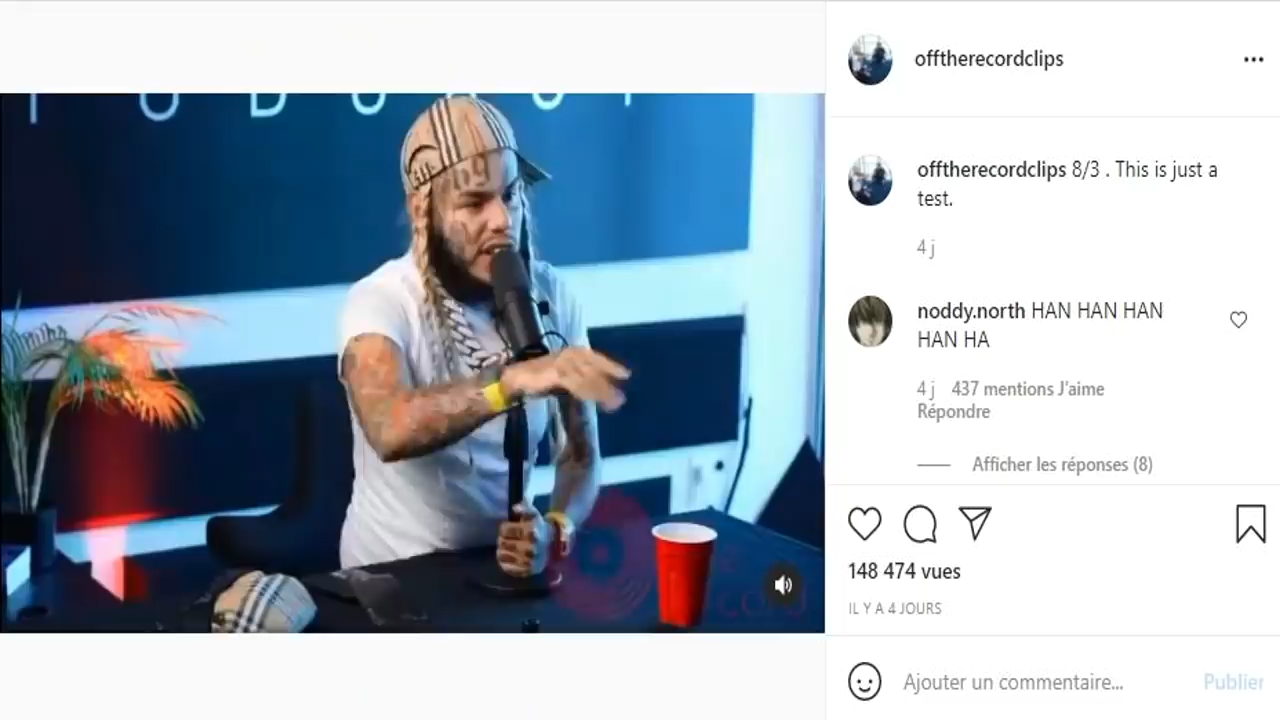 offtherecordclips
offtherecordclips 8/3 . This is just a
test.
4 j
noddy.north HAN HAN HAN
HAN HA
4 j 437 mentions J'aime
Répondre
Afficher les réponses (8)
148 474 vues
IL Y A 4 JOURS
Ajouter un commentaire... Publier
69